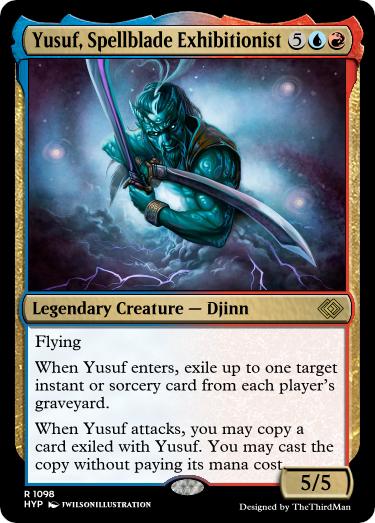 Yusuf, Spellblade Exhibitionist 5
Legendary Creature — Djinn
Flying
When Yusuf enters, exile up to one target
instant or sorcery card from each player's
graveyard.
When Yusuf attacks, you may copy a
card exiled with Yusuf. You may cast the
copy without paying its mana cost.
5/5
R 1098
HYP JWILSONILLUSTRATION
Designed by TheThirdMan